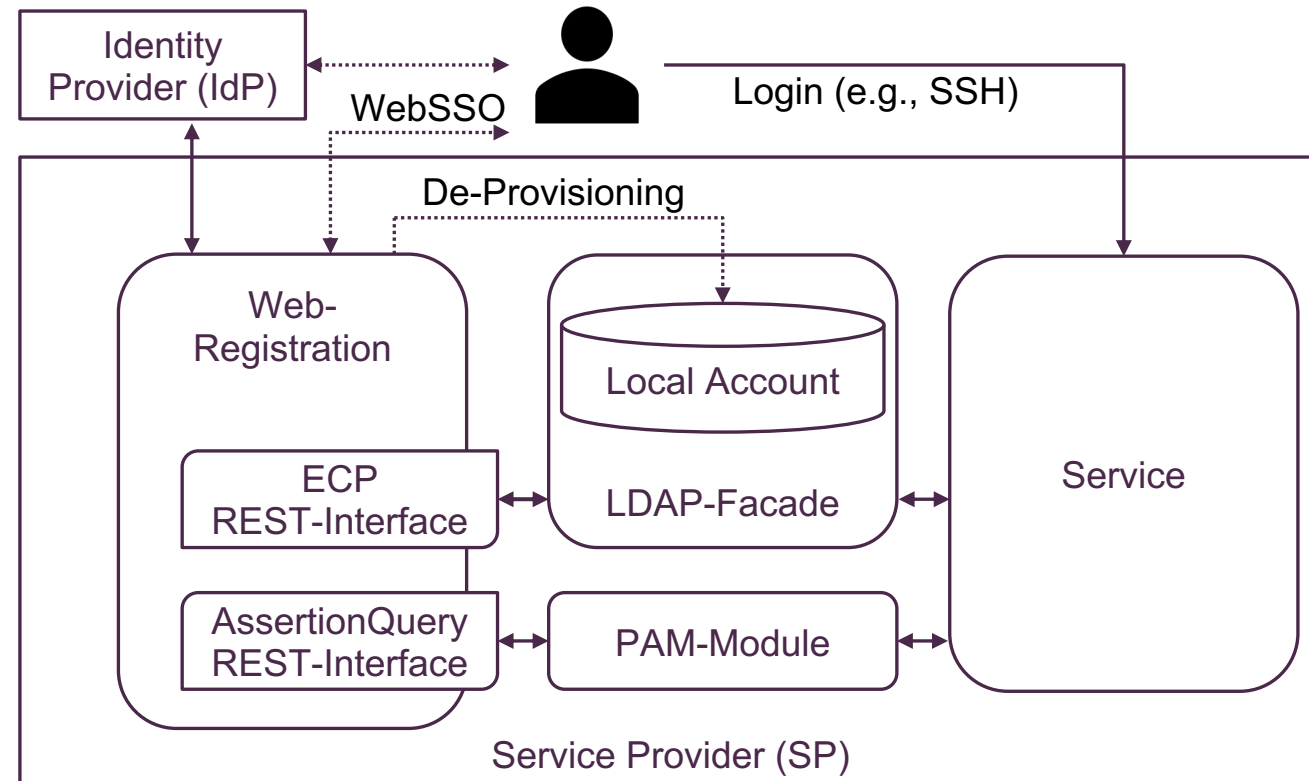 Identity
Provider (IdP)
WebSSO
Login (e.g., SSH)
De-Provisioning
Web-
Registration
Local Account
ECP
REST-Interface
LDAP-Facade
Service
AssertionQuery
REST-Interface
PAM-Module
Service Provider (SP)